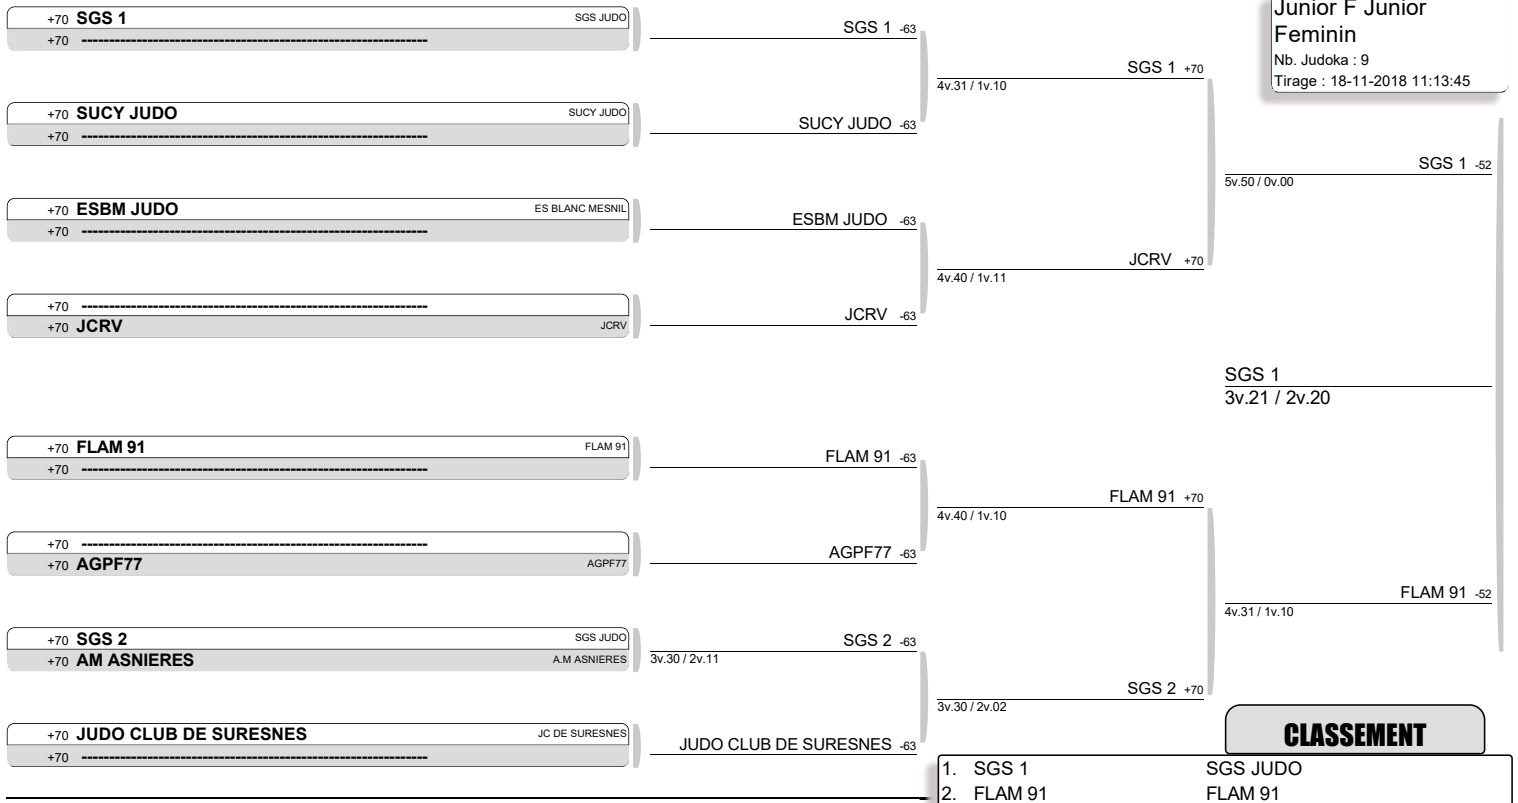 Junior F Junior
Feminin
Nb. Judoka : 9
Tirage : 18-11-2018 11:13:45
+70 SGS 1 SGS JUDO
+70 ------------------------------------------------------------
+70 SUCY JUDO SUCY JUDO
+70 ------------------------------------------------------------
+70 ESBM JUDO ES BLANC MESNIL
+70 ------------------------------------------------------------
+70 ------------------------------------------------------------
+70 JCRV JCRV
+70 FLAM 91 FLAM 91
+70 ------------------------------------------------------------
+70 ------------------------------------------------------------
+70 AGPF77 AGPF77
+70 SGS 2 SGS JUDO
+70 AM ASNIERES A.M ASNIERES
+70 JUDO CLUB DE SURESNES JC DE SURESNES
+70 ------------------------------------------------------------
SGS 1 -63
SUCY JUDO -63
ESBM JUDO -63
JCRV -63
FLAM 91 -63
AGPF77 -63
SGS 2 -63
3v.30 / 2v.11
JUDO CLUB DE SURESNES -63
SGS 1 +70
4v.31 / 1v.10
JCRV +70
4v.40 / 1v.11
FLAM 91 +70
4v.40 / 1v.10
SGS 2 +70
3v.30 / 2v.02
SGS 1 -52
5v.50 / 0v.00
SGS 1
3v.21 / 2v.20
FLAM 91 -52
4v.31 / 1v.10
CLASSEMENT
1. SGS 1 SGS JUDO
2. FLAM 91 FLAM 91